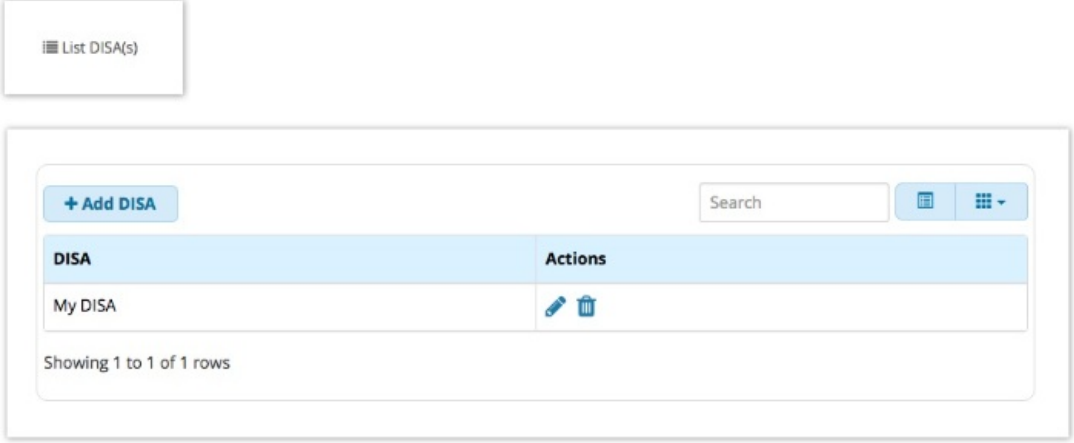 List DISA(s)
+ Add DISA
Search
DISA Actions
My DISA
Showing 1 to 1 of 1 rows